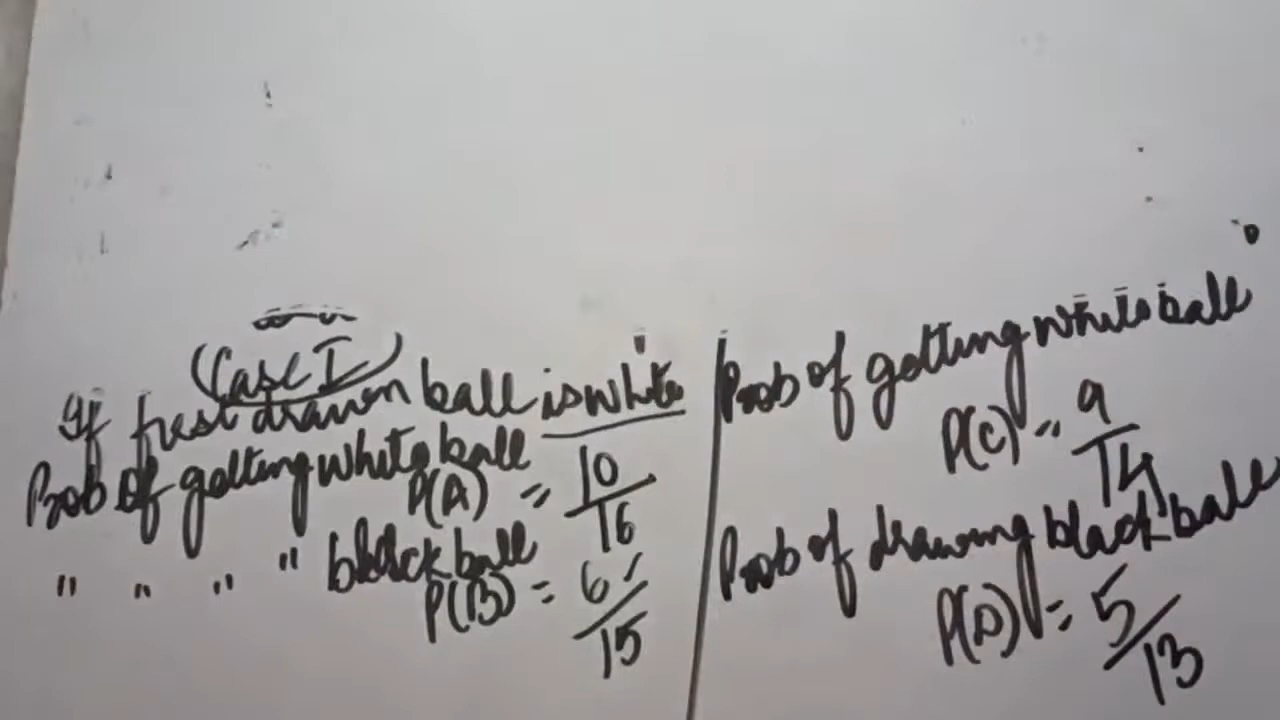 (Case I)
If first drawn ball is white
Prob of getting white ball
P(A) = 10/16
" " " " black ball
P(B) = 6/15
Prob of getting white ball
P(C) = 9/14
Prob of drawing black ball
P(D) = 5/13